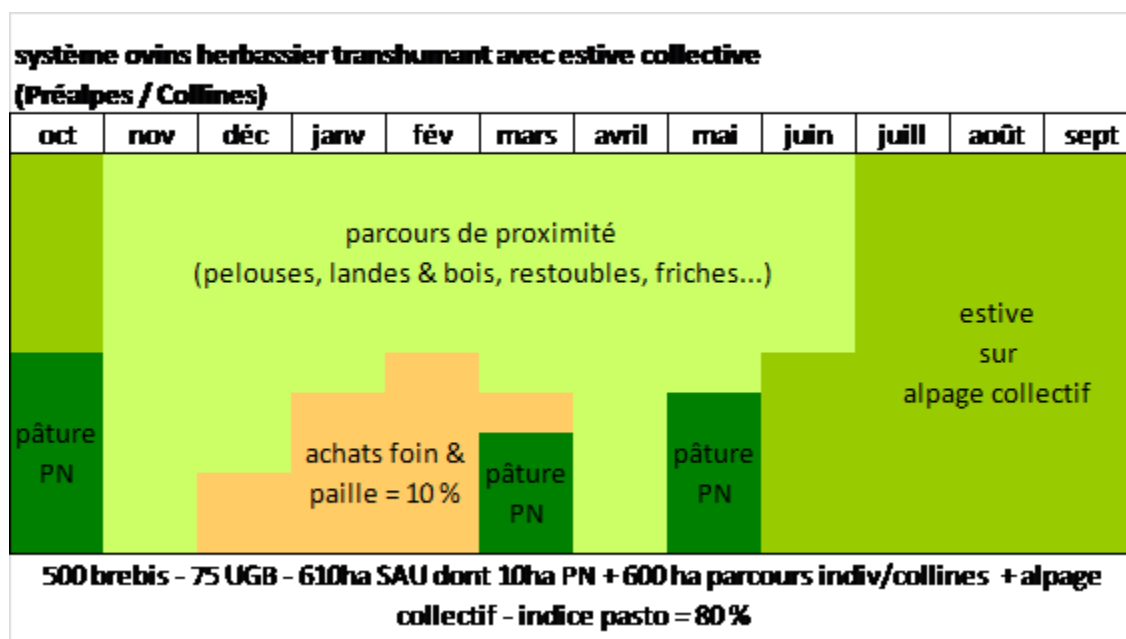 système ovins herbassier transhumant avec estive collective
(Préalpes / Collines)
oct nov déc janv fév mars avril mai juin juill août sept
parcours de proximité
(pelouses, landes & bois, restoubles, friches...)
estive
sur
alpage collectif
pâture
PN
achats foin &
paille = 10 %
pâture
PN
pâture
PN
500 brebis - 75 UGB - 610ha SAU dont 10ha PN + 600 ha parcours indiv/collines + alpage
collectif - indice pasto = 80 %